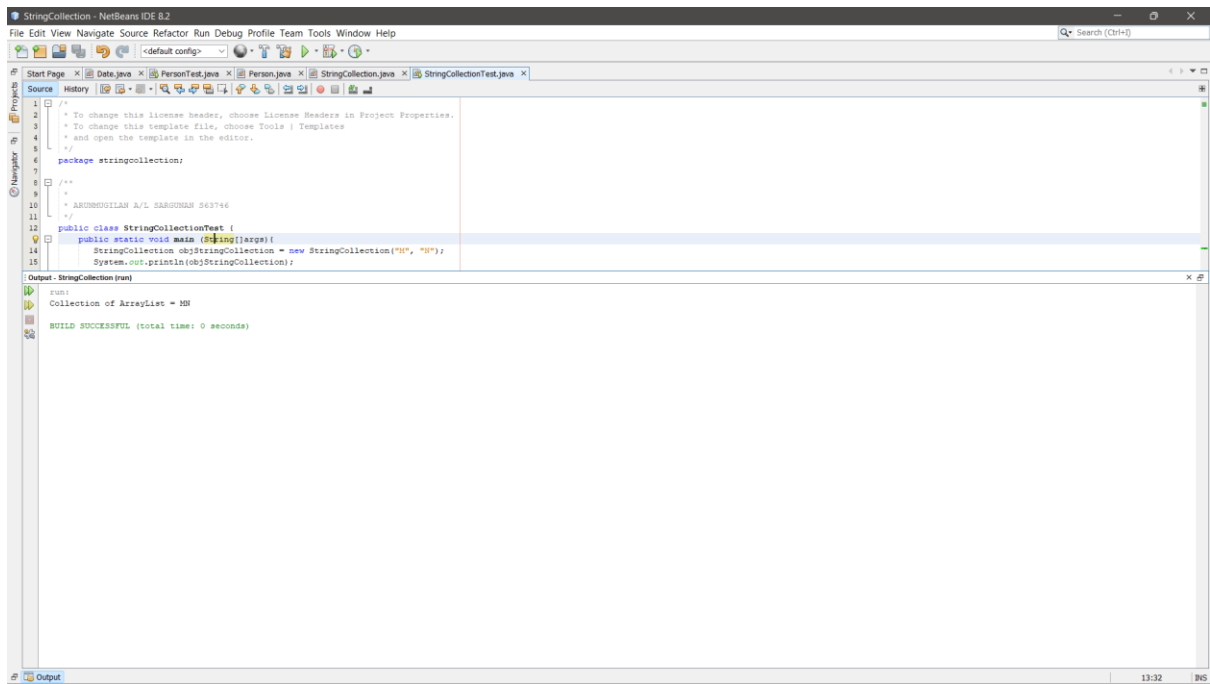 StringCollection - NetBeans IDE 8.2
File Edit View Navigate Source Refactor Run Debug Profile Team Tools Window Help
Search (Ctrl+I)
<default config>
Start Page Date.java PersonTest.java Person.java StringCollection.java StringCollectionTest.java
Source History
Projects
Navigator
1 /*
2 * To change this license header, choose License Headers in Project Properties.
3 * To change this template file, choose Tools | Templates
4 * and open the template in the editor.
5 */
6 package stringcollection;
7
8 /**
9 *
10 * ARUNMUGILAN A/L SARGUNAN S63746
11 */
12 public class StringCollectionTest {
public static void main (String[]args){
14 StringCollection objStringCollection = new StringCollection("M", "N");
15 System.out.println(objStringCollection);
Output - StringCollection (run)
run:
Collection of ArrayList = MN
BUILD SUCCESSFUL (total time: 0 seconds)
Output
13:32 INS